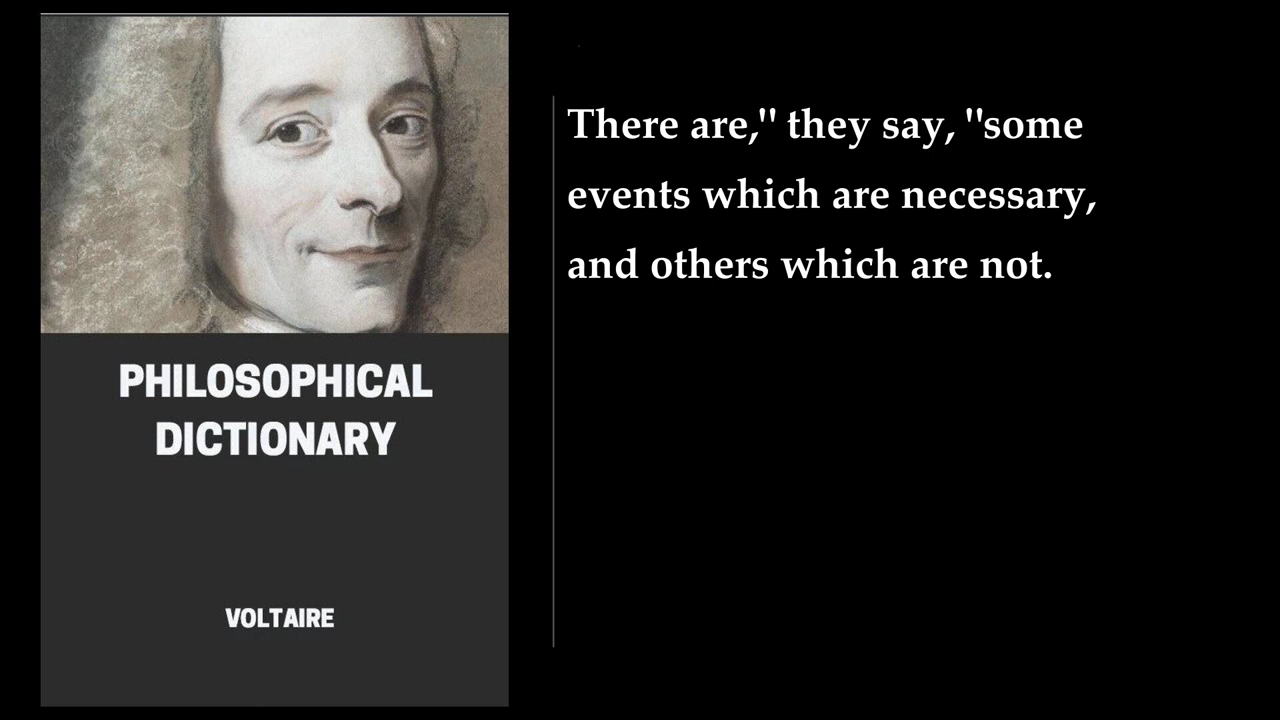 PHILOSOPHICAL
DICTIONARY
VOLTAIRE
There are," they say, "some
events which are necessary,
and others which are not.